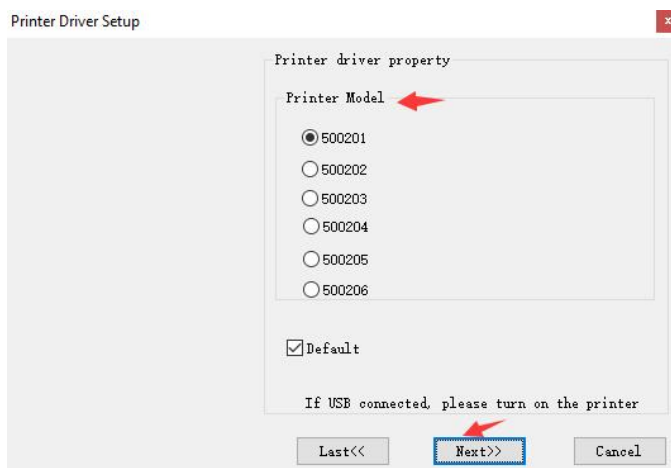 Printer Driver Setup
x
Printer driver property
Printer Model
500201
500202
500203
500204
500205
500206
Default
If USB connected, please turn on the printer
Last<<
Next>>
Cancel